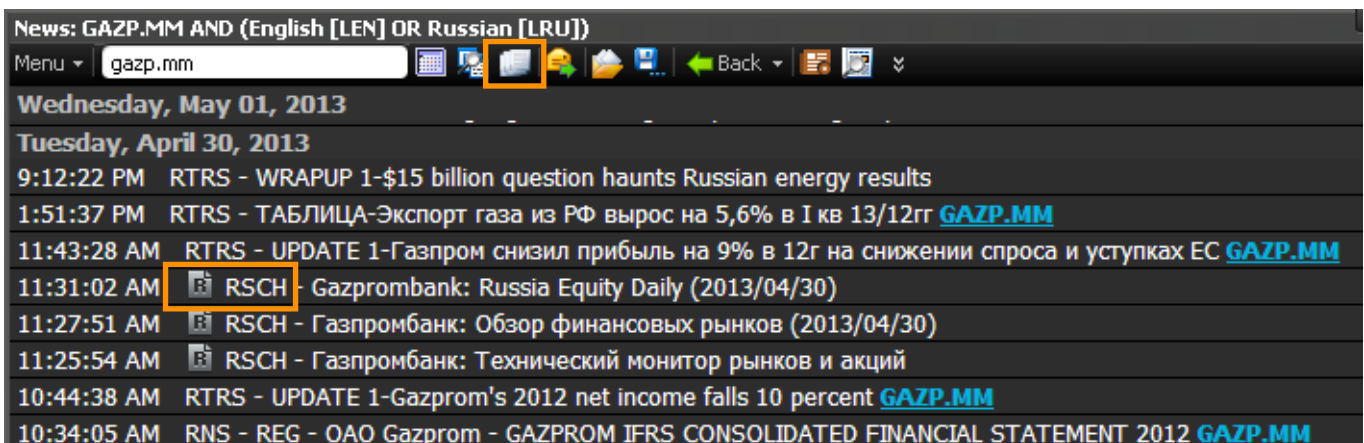 News: GAZP.MM AND (English [LEN] OR Russian [LRU])
Menu gazp.mm Back
Wednesday, May 01, 2013
Tuesday, April 30, 2013
9:12:22 PM RTRS - WRAPUP 1-$15 billion question haunts Russian energy results
1:51:37 PM RTRS - ТАБЛИЦА-Экспорт газа из РФ вырос на 5,6% в I кв 13/12гг GAZP.MM
11:43:28 AM RTRS - UPDATE 1-Газпром снизил прибыль на 9% в 12г на снижении спроса и уступках ЕС GAZP.MM
11:31:02 AM R RSCH - Gazprombank: Russia Equity Daily (2013/04/30)
11:27:51 AM R RSCH - Газпромбанк: Обзор финансовых рынков (2013/04/30)
11:25:54 AM R RSCH - Газпромбанк: Технический монитор рынков и акций
10:44:38 AM RTRS - UPDATE 1-Gazprom's 2012 net income falls 10 percent GAZP.MM
10:34:05 AM RNS - REG - OAO Gazprom - GAZPROM IFRS CONSOLIDATED FINANCIAL STATEMENT 2012 GAZP.MM